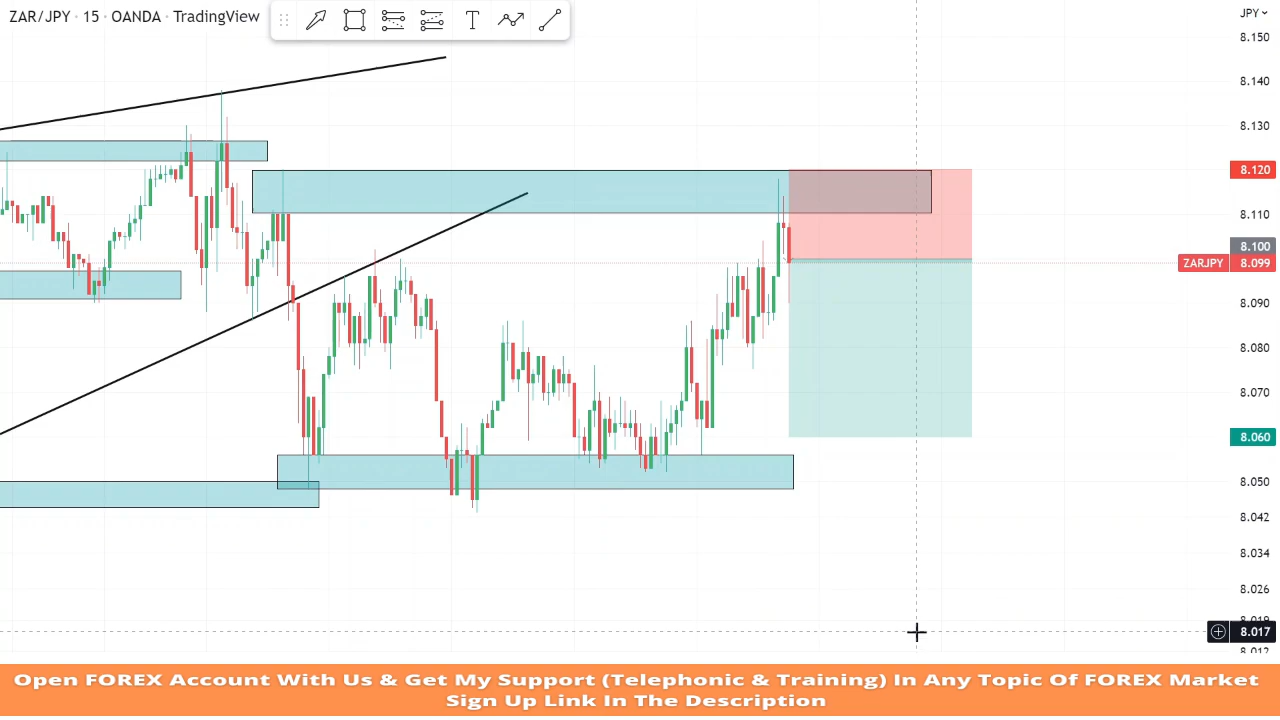 ZAR/JPY · 15 · OANDA · TradingView
T
JPY
8.150
8.140
8.130
8.120
8.110
8.100
ZARJPY 8.099
8.090
8.080
8.070
8.060
8.050
8.042
8.034
8.026
8.017
8.012
Open FOREX Account With Us & Get My Support (Telephonic & Training) In Any Topic Of FOREX Market
Sign Up Link In The Description